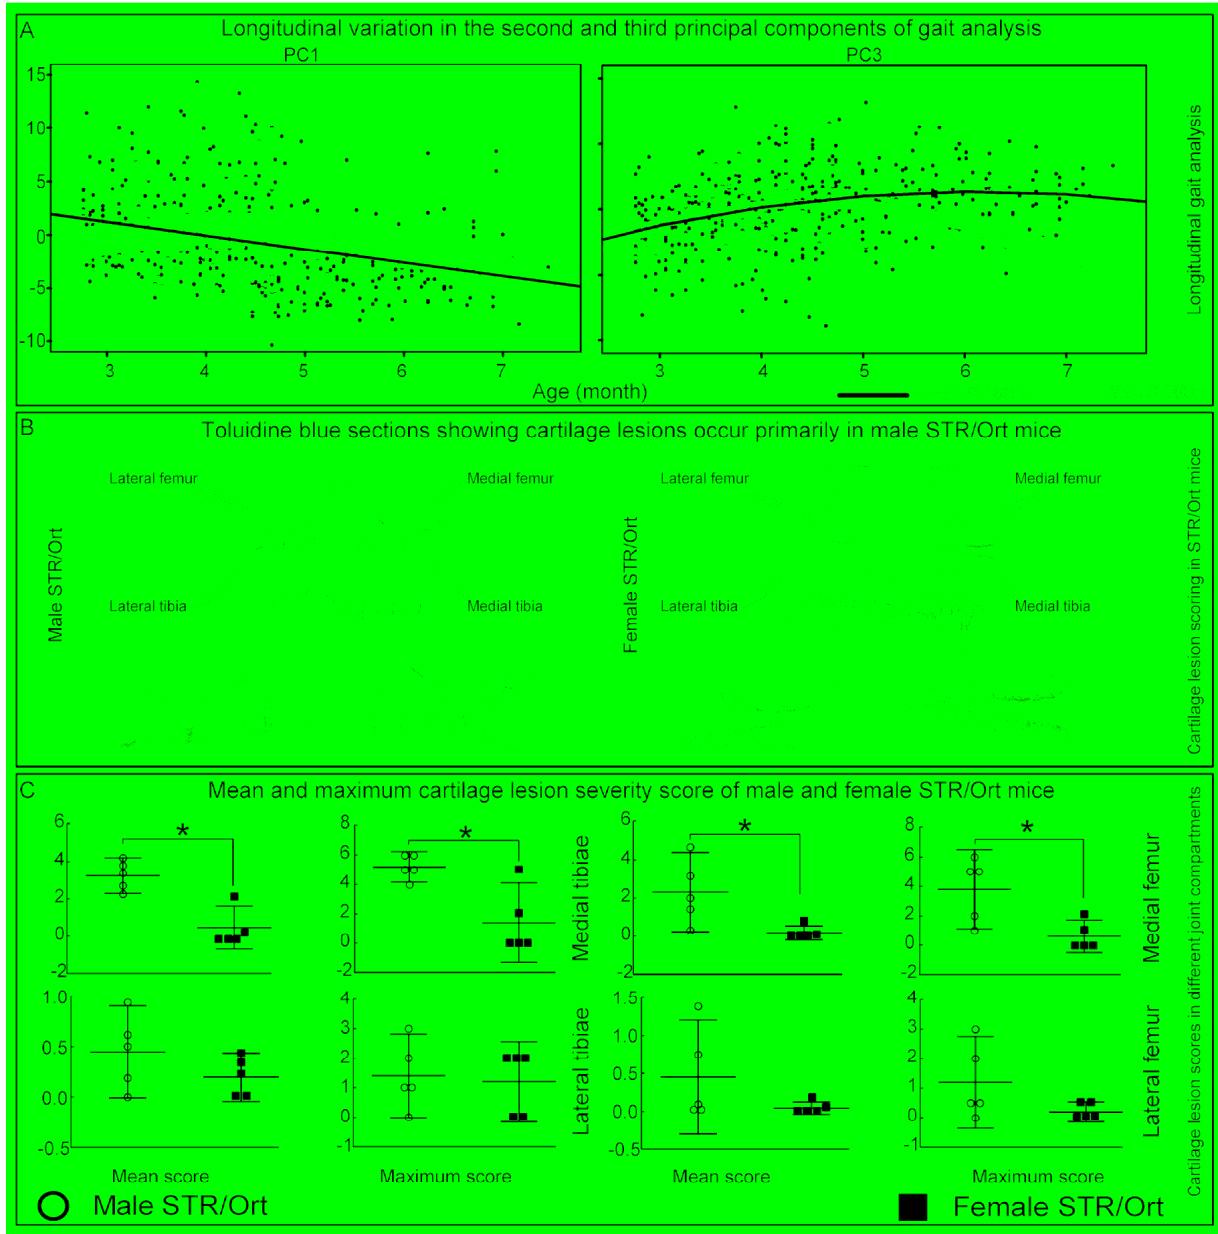 A
Longitudinal variation in the second and third principal components of gait analysis
PC1
PC3
15
10
5
0
-5
-10
3 4 5 6 7
3 4 5 6 7
Age (month)
Longitudinal gait analysis
B
Toluidine blue sections showing cartilage lesions occur primarily in male STR/Ort mice
Male STR/Ort
Lateral femur
Medial femur
Lateral tibia
Medial tibia
Female STR/Ort
Lateral femur
Medial femur
Lateral tibia
Medial tibia
Cartilage lesion scoring in STR/Ort mice
C
Mean and maximum cartilage lesion severity score of male and female STR/Ort mice
6
4
2
0
-2
*
8
6
4
2
0
-2
*
Medial tibiae
6
4
2
0
-2
*
8
6
4
2
0
-2
*
Medial femur
1.0
0.5
0.0
-0.5
4
3
2
1
0
-1
Lateral tibiae
1.5
1.0
0.5
0.0
-0.5
4
3
2
1
0
-1
Lateral femur
Mean score
Maximum score
Mean score
Maximum score
Cartilage lesion scores in different joint compartments
Male STR/Ort
Female STR/Ort